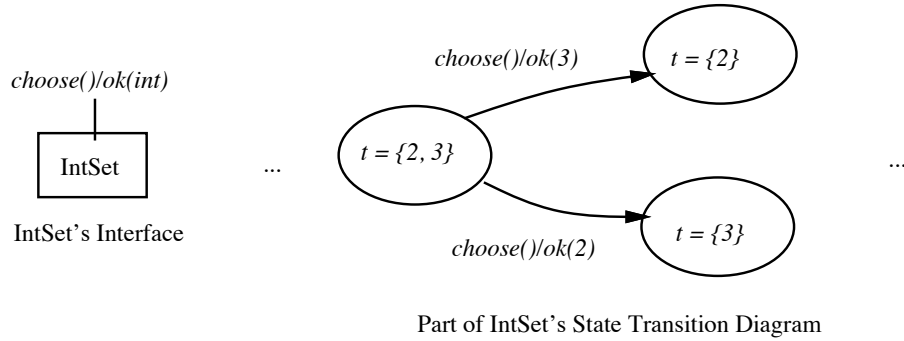 choose()/ok(int)
IntSet
IntSet's Interface
...
t = {2, 3}
choose()/ok(3)
t = {2}
choose()/ok(2)
t = {3}
...
Part of IntSet's State Transition Diagram